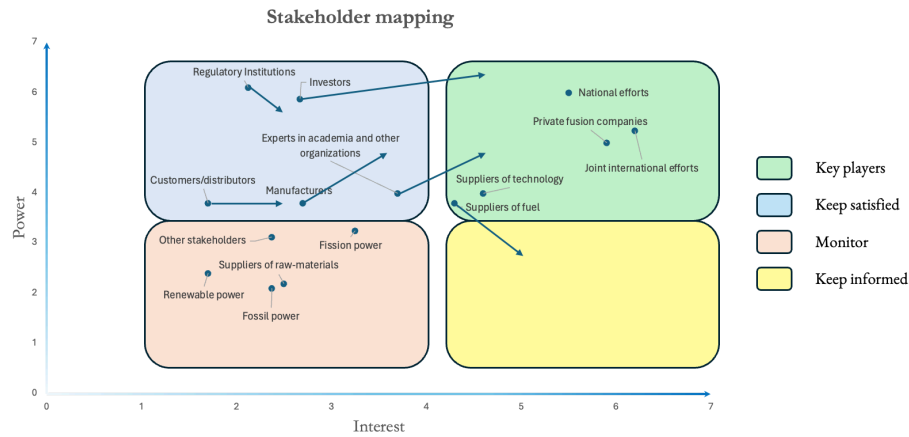 Stakeholder mapping
7
6
5
4
3
2
1
0
Power
Regulatory Institutions
Investors
Experts in academia and other
organizations
Customers/distributors
Manufacturers
National efforts
Private fusion companies
Joint international efforts
Suppliers of technology
Suppliers of fuel
Other stakeholders
Fission power
Suppliers of raw-materials
Renewable power
Fossil power
0
1
2
3
4
5
6
7
Interest
Key players
Keep satisfied
Monitor
Keep informed